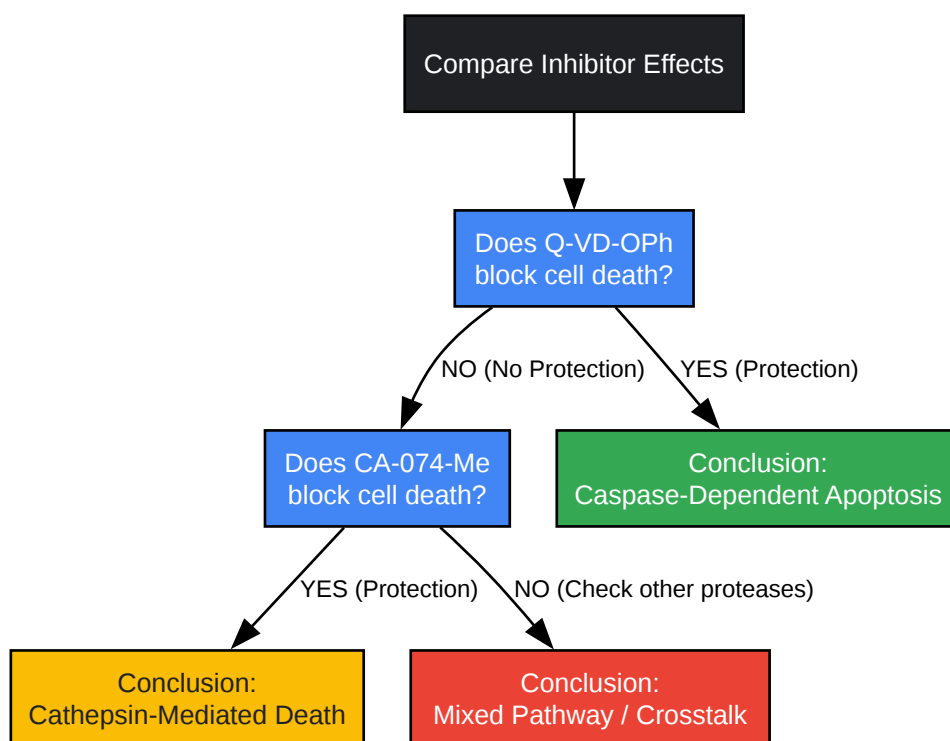 Compare Inhibitor Effects
Does Q-VD-OPh
block cell death?
NO (No Protection)
YES (Protection)
Does CA-074-Me
block cell death?
Conclusion:
Caspase-Dependent Apoptosis
YES (Protection)
NO (Check other proteases)
Conclusion:
Cathepsin-Mediated Death
Conclusion:
Mixed Pathway / Crosstalk